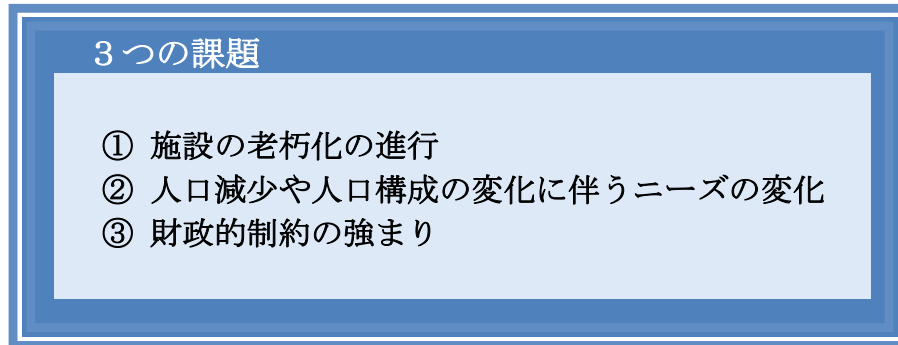 ３つの課題
① 施設の老朽化の進行
② 人口減少や人口構成の変化に伴うニーズの変化
③ 財政的制約の強まり